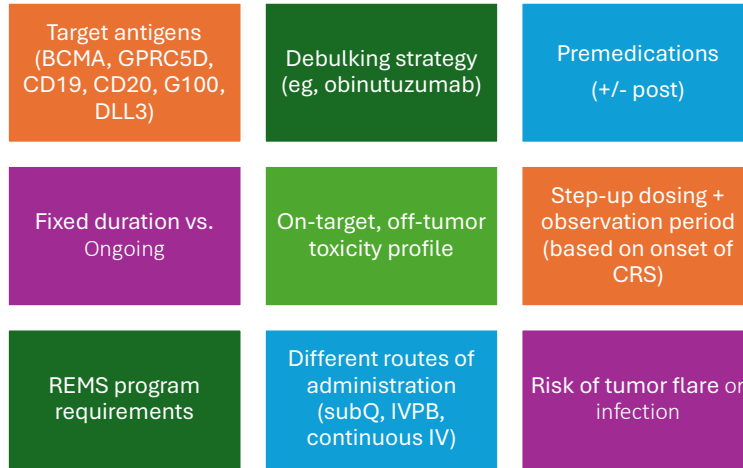 Target antigens
(BCMA, GPRC5D,
CD19, CD20, G100,
DLL3)
Debulking strategy
(eg, obinutuzumab)
Premedications
(+/- post)
Fixed duration vs.
Ongoing
On-target, off-tumor
toxicity profile
Step-up dosing +
observation period
(based on onset of
CRS)
REMS program
requirements
Different routes of
administration
(subQ, IVPB,
continuous IV)
Risk of tumor flare or
infection